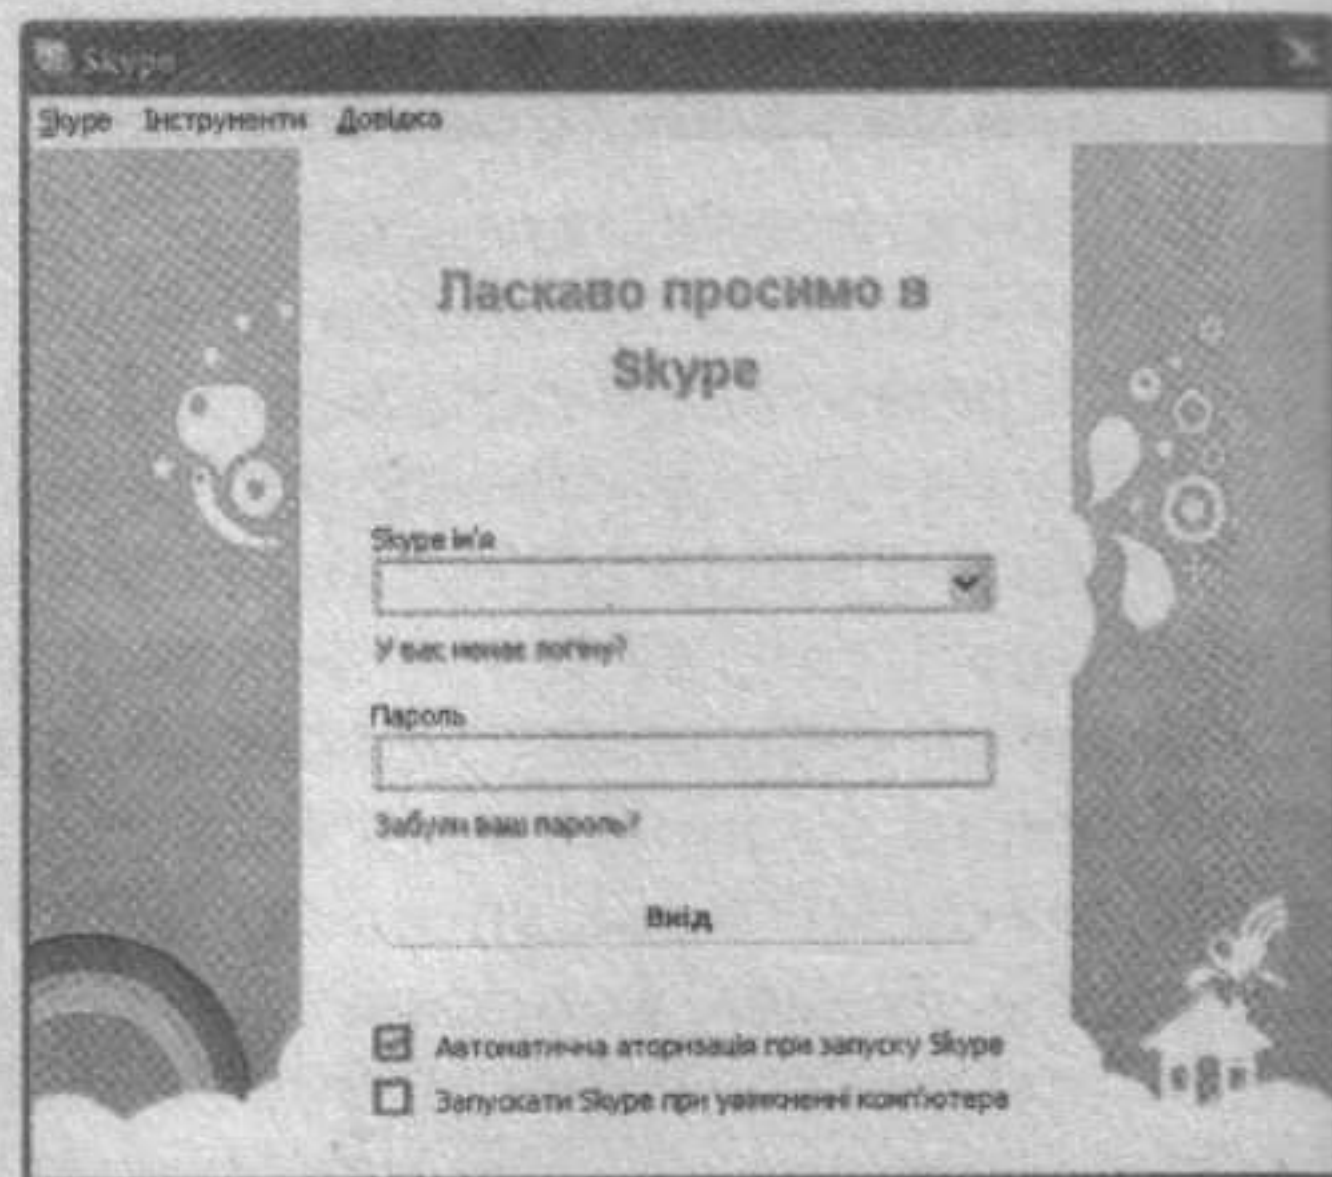 Skype
Skype Інструменти Довідка
Ласкаво просимо в
Skype
Skype ім'я
У вас немає логіну?
Пароль
Забули ваш пароль?
Вхід
Автоматична аторизація при запуску Skype
Запускати Skype при увімкненні комп'ютера